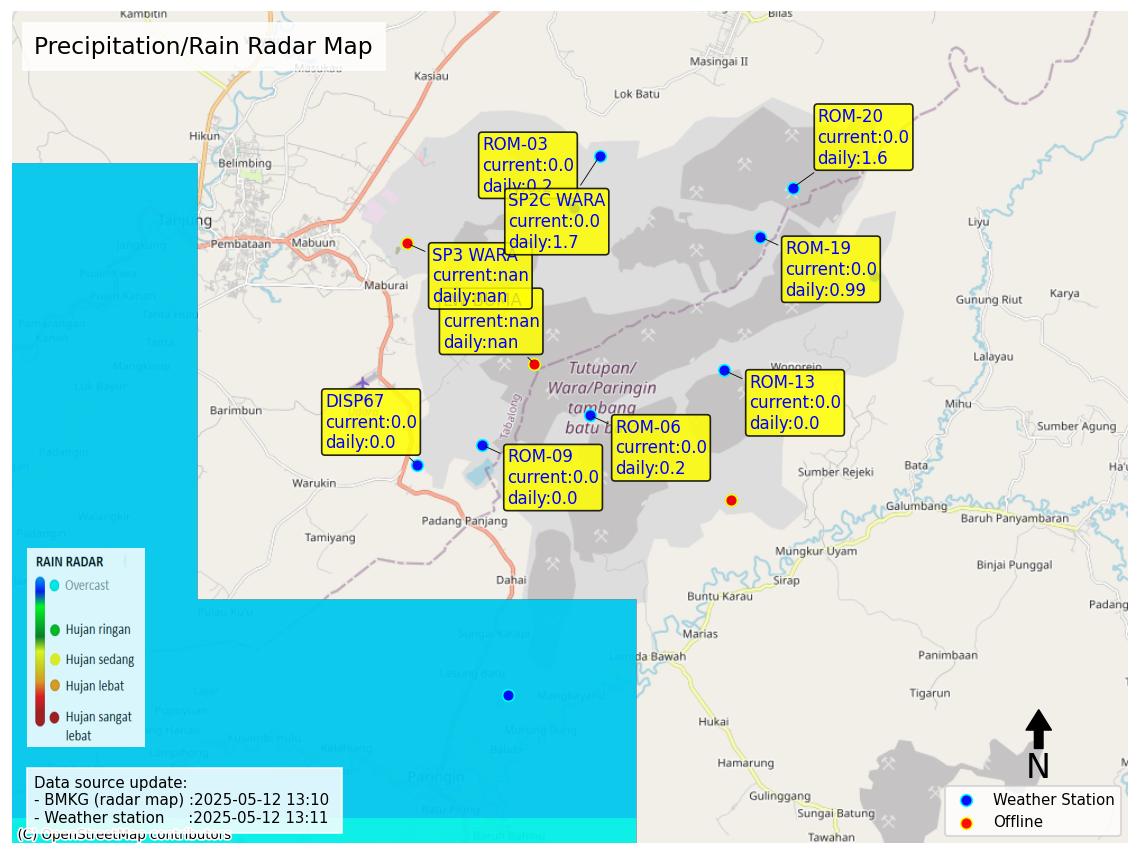 Precipitation/Rain Radar Map
Kambitin
Bilas
Masingai II
Kasiau
Lok Batu
Hikun
Belimbing
Tanjung
Pembataan
Mabuun
Maburai
Jangkung
Liyu
Gunung Riut
Karya
Lalayau
Mihu
Sumber Agung
Bata
Sumber Rejeki
Galumbang
Baruh Panyambaran
Mungkur Uyam
Binjai Punggal
Sirap
Buntu Karau
Padang
Marias
Panimbaan
Tigarun
Hukai
Hamarung
Gulinggang
Sungai Batung
Tawahan
Barimbun
Warukin
Tamiyang
Padang Panjang
Dahai
Tabalong
Paringin
Tutupan/
Wara/Paringin
tambang
batu b
ROM-03
current:0.0
daily:0.2
SP2C WARA
current:0.0
daily:1.7
ROM-20
current:0.0
daily:1.6
ROM-19
current:0.0
daily:0.99
SP3 WARA
current:nan
daily:nan
current:nan
daily:nan
ROM-13
current:0.0
daily:0.0
DISP67
current:0.0
daily:0.0
ROM-06
current:0.0
daily:0.2
ROM-09
current:0.0
daily:0.0
RAIN RADAR
Overcast
Hujan ringan
Hujan sedang
Hujan lebat
Hujan sangat
lebat
Data source update:
- BMKG (radar map) :2025-05-12 13:10
- Weather station :2025-05-12 13:11
(C) OpenStreetMap contributors
N
Weather Station
Offline